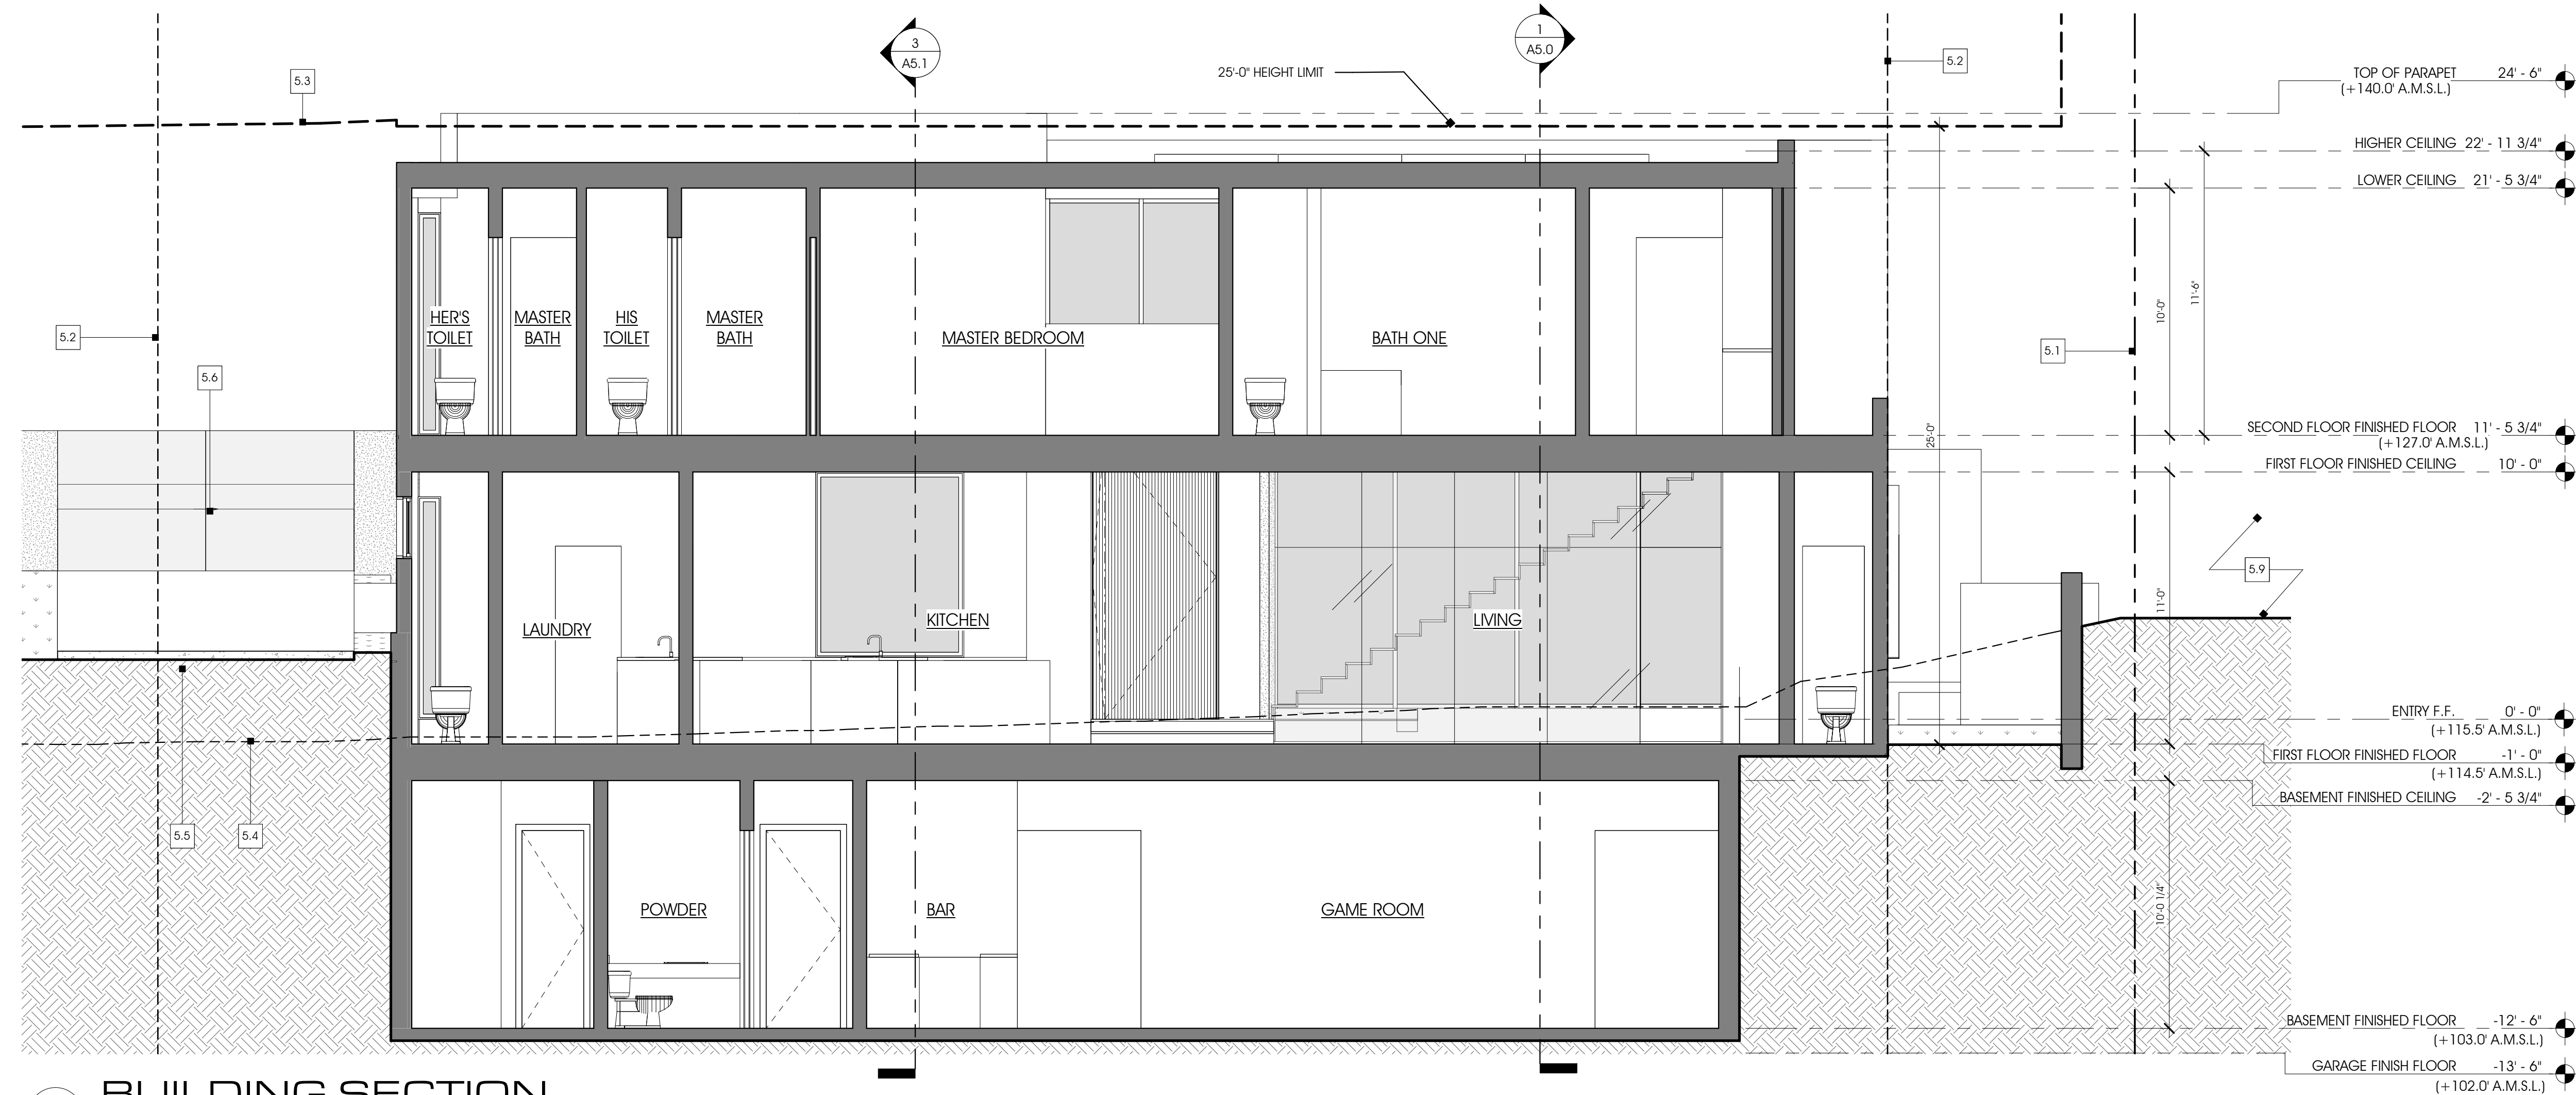 3
A5.1
1
A5.0
25'-0" HEIGHT LIMIT
5.3
5.2
TOP OF PARAPET 24' - 6"
(+140.0' A.M.S.L.)
HIGHER CEILING 22' - 11 3/4"
LOWER CEILING 21' - 5 3/4"
10'-0"
11'-6"
5.2
5.6
5.1
HER'S
TOILET
MASTER
BATH
HIS
TOILET
MASTER
BATH
MASTER BEDROOM
BATH ONE
25'-0"
SECOND FLOOR FINISHED FLOOR 11' - 5 3/4"
(+127.0' A.M.S.L.)
FIRST FLOOR FINISHED CEILING 10' - 0"
5.9
LAUNDRY
KITCHEN
LIVING
11'-0"
ENTRY F.F. 0' - 0"
(+115.5' A.M.S.L.)
FIRST FLOOR FINISHED FLOOR -1' - 0"
(+114.5' A.M.S.L.)
BASEMENT FINISHED CEILING -2' - 5 3/4"
5.5
5.4
POWDER
BAR
GAME ROOM
10'-0 1/4"
BASEMENT FINISHED FLOOR -12' - 6"
(+103.0' A.M.S.L.)
GARAGE FINISH FLOOR -13' - 6"
(+102.0' A.M.S.L.)
BUILDING SECTION